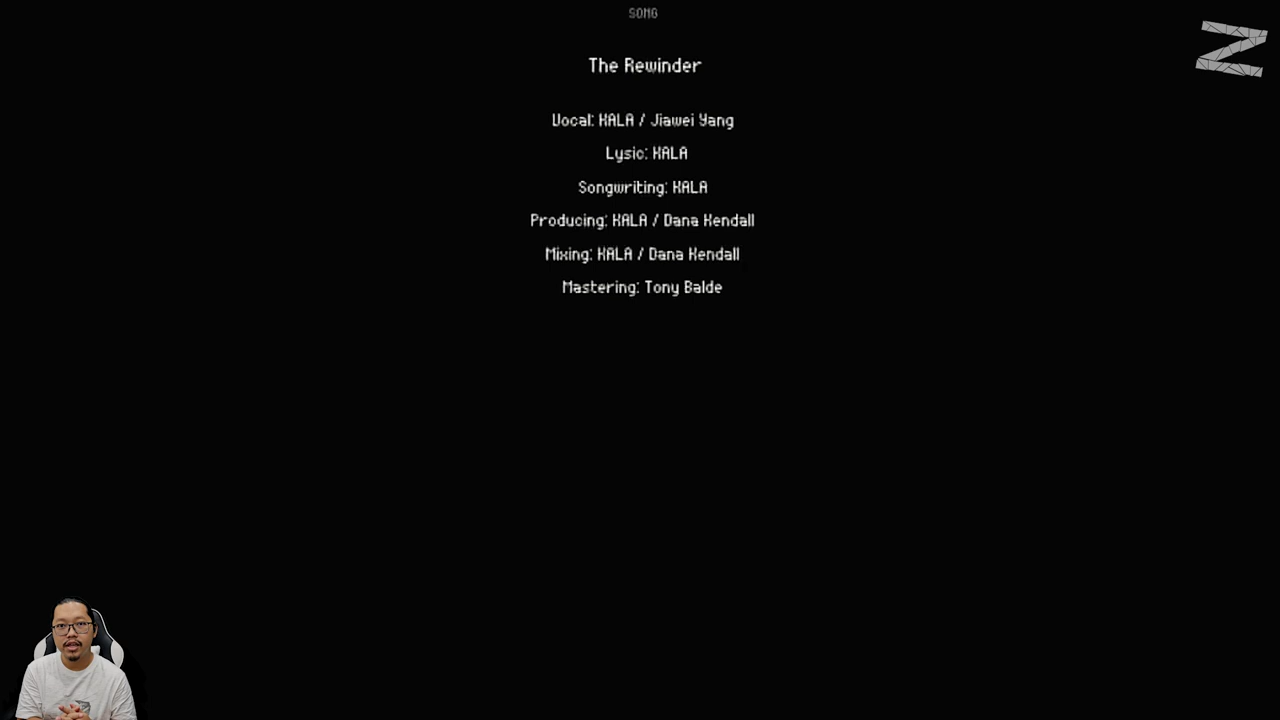 SONG
The Rewinder
Vocal: KALA / Jiawei Yang
Lysic: KALA
Songwriting: KALA
Producing: KALA / Dana Kendall
Mixing: KALA / Dana Kendall
Mastering: Tony Balde
Z